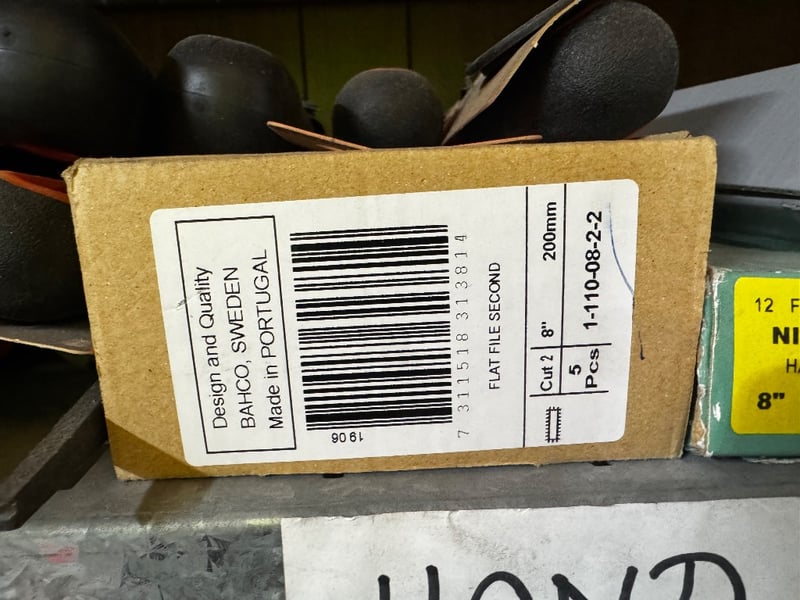 Design and Quality
BAHCO, SWEDEN
Made in PORTUGAL
1906
7 311518 313814
FLAT FILE SECOND
Cut 2 8" 200mm
5 Pcs 1-110-08-2-2
12 F
NI
HA
8"
HAND